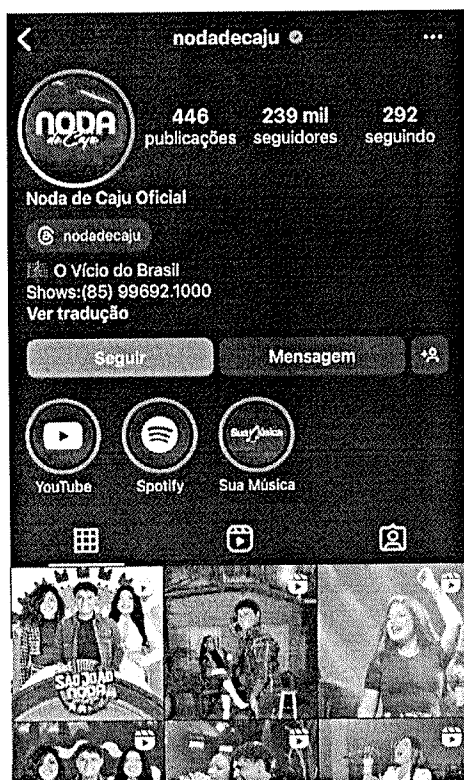 nodadecaju
446
239 mil
292
publicações
seguidores
seguindo
NODA
de Caju
Noda de Caju Oficial
nodadecaju
O Vício do Brasil
Shows:(85) 99692.1000
Ver tradução
Seguir
Mensagem
YouTube
Spotify
Sua Música
Sua Música
SÃO JOÃO
NODA